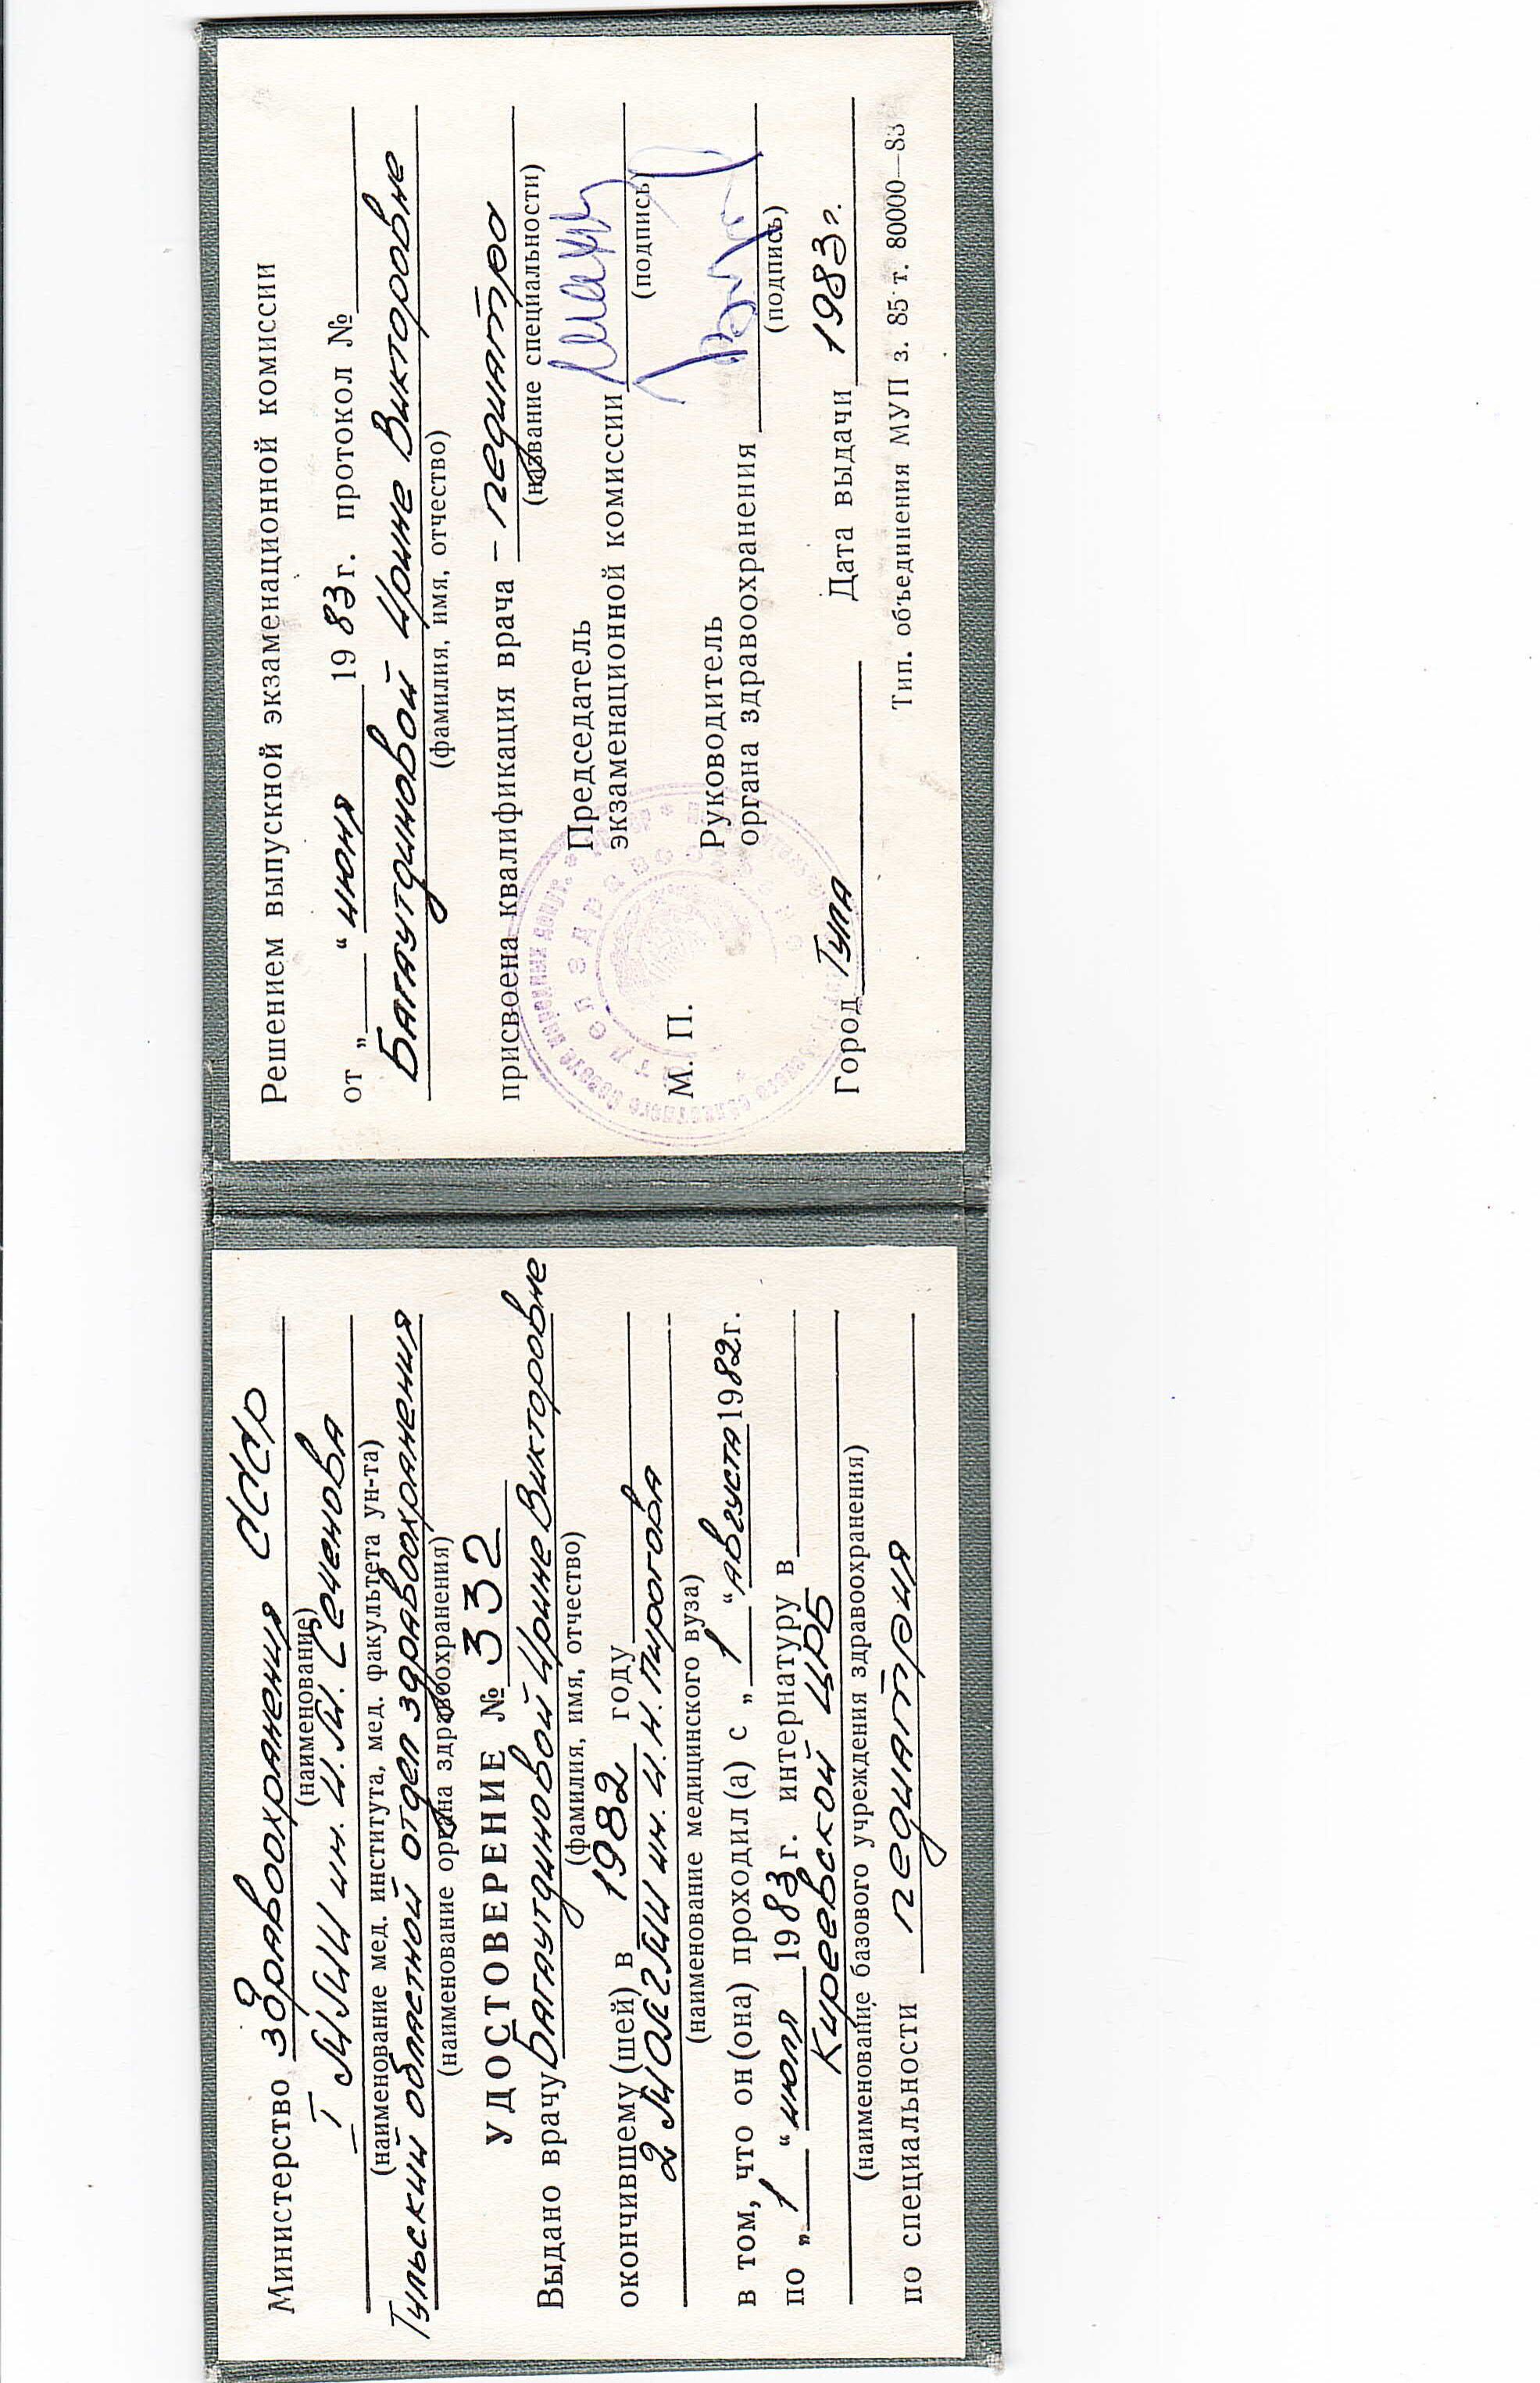 Министерство здравоохранения СССР
(наименование)
I ММИ им. И.М. Сеченова
(наименование мед. института, мед. факультета ун-та)
Тульский областной отдел здравоохранения
(наименование органа здравоохранения)
УДОСТОВЕРЕНИЕ № 332
Выдано врачу Багаутдиновой Ирине Викторовне
(фамилия, имя, отчество)
окончившему (шей) в 1982 году
2 МОЛГМИ им. Н.И. Пирогова
(наименование медицинского вуза)
в том, что он (она) проходил (а) с „ 1 “ августа 1982 г.
по „ 1 “ июля 1983 г. интернатуру в
Киреевской ЦРБ
(наименование базового учреждения здравоохранения)
по специальности педиатрия
Решением выпускной экзаменационной комиссии
от „ “ июня 1983 г. протокол №
Багаутдиновой Ирине Викторовне
(фамилия, имя, отчество)
присвоена квалификация врача – педиатра
(название специальности)
Председатель
экзаменационной комиссии
(подпись)
М. П.
Руководитель
органа здравоохранения
(подпись)
Город Тула Дата выдачи 1983 г.
Тип. объединения МУП з. 85 т. 80000—83